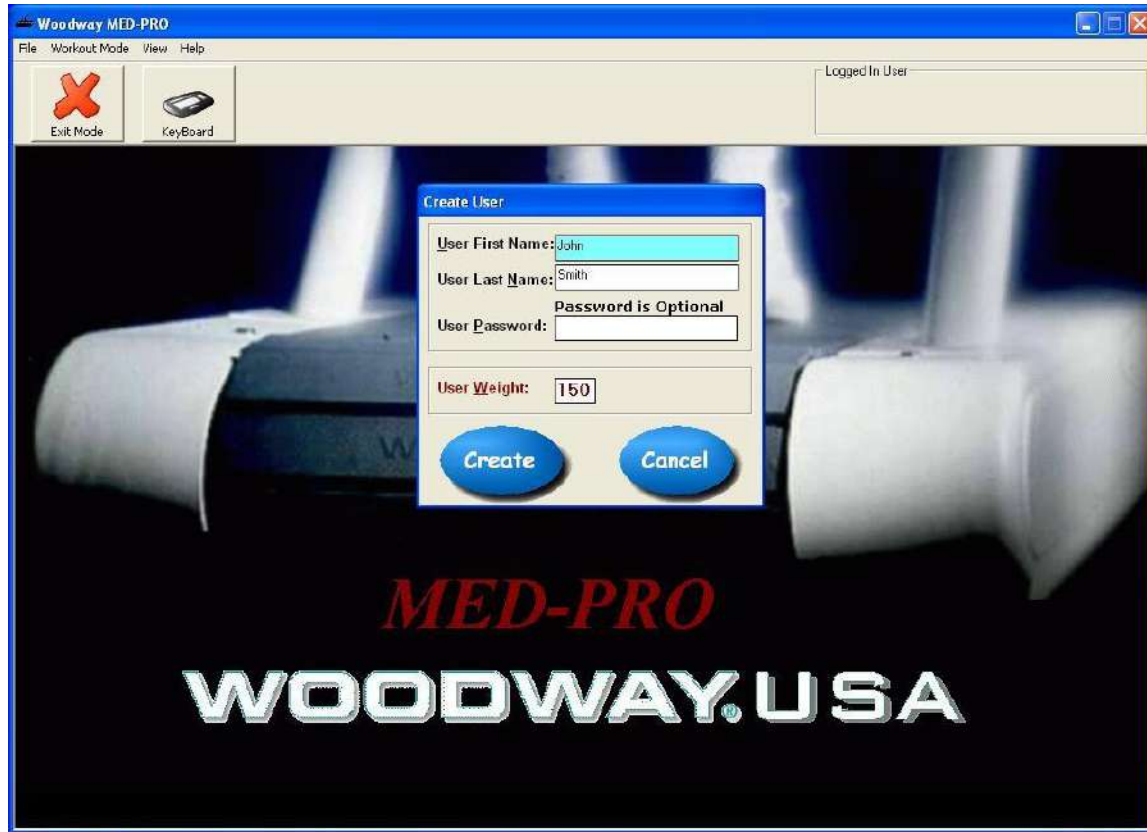 Woodway MED-PRO
File Workout Mode View Help
Logged In User
Exit Mode KeyBoard
Create User
User First Name: John
User Last Name: Smith
Password is Optional
User Password:
User Weight: 150
Create Cancel
MED-PRO
WOODWAY® USA